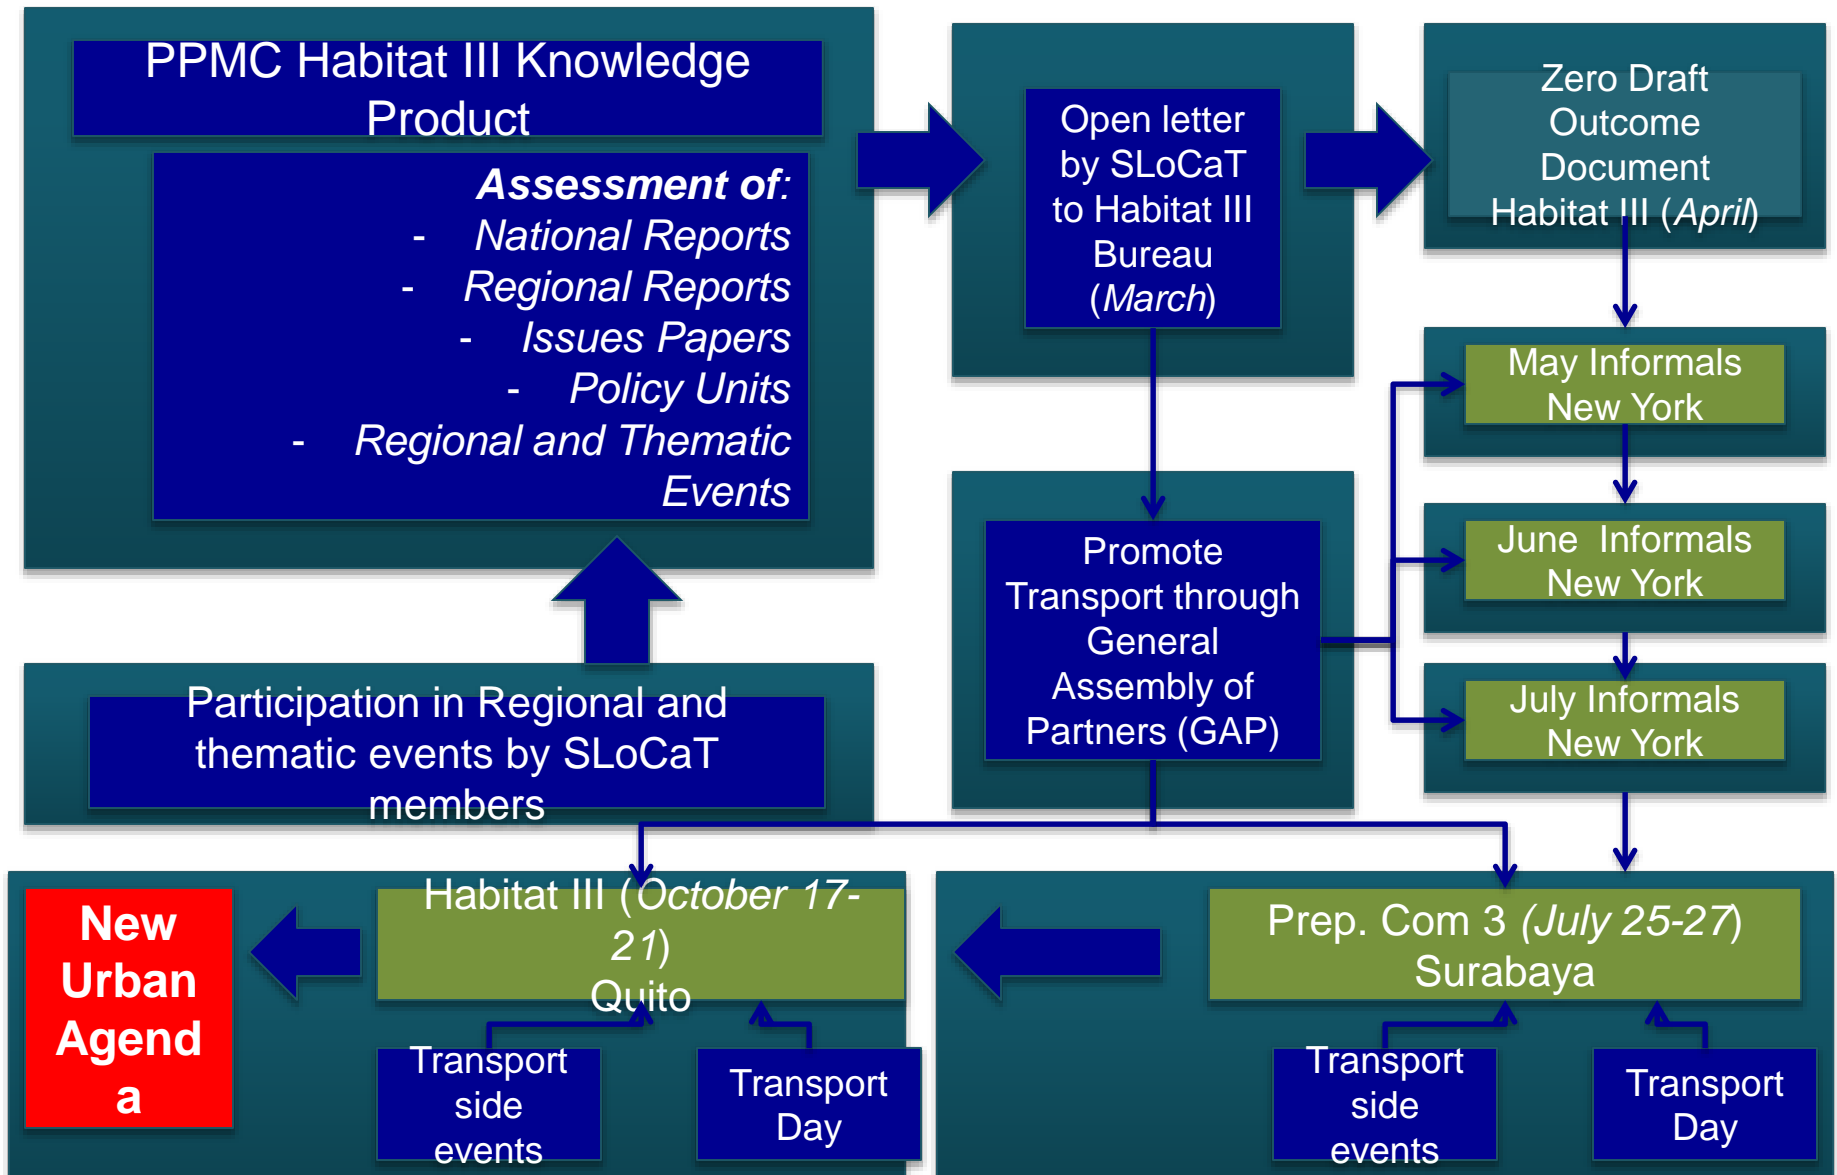 PPMC Habitat III Knowledge
Product
Assessment of:
- National Reports
- Regional Reports
- Issues Papers
- Policy Units
- Regional and Thematic
Events
Open letter
by SLoCaT
to Habitat III
Bureau
(March)
Zero Draft
Outcome
Document
Habitat III (April)
May Informals
New York
June Informals
New York
July Informals
New York
Promote
Transport through
General
Assembly of
Partners (GAP)
Participation in Regional and
thematic events by SLoCaT
members
New
Urban
Agend
a
Habitat III (October 17-
21)
Quito
Transport
side
events
Transport
Day
Prep. Com 3 (July 25-27)
Surabaya
Transport
side
events
Transport
Day